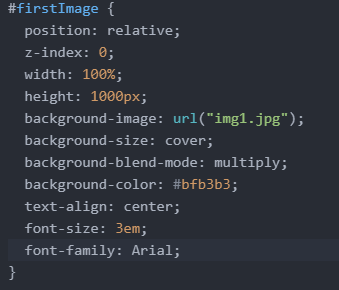 #firstImage {
position: relative;
z-index: 0;
width: 100%;
height: 1000px;
background-image: url("img1.jpg");
background-size: cover;
background-blend-mode: multiply;
background-color: #bfb3b3;
text-align: center;
font-size: 3em;
font-family: Arial;
}